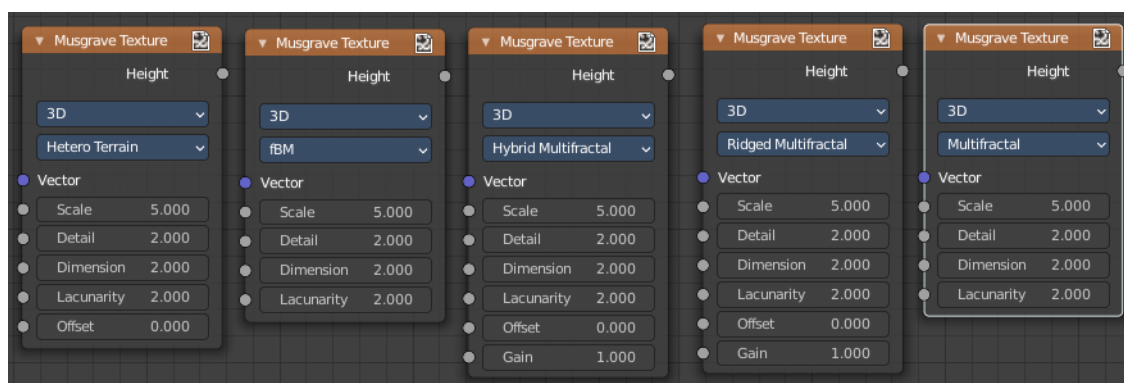 Musgrave Texture
Height
3D
Hetero Terrain
Vector
Scale 5.000
Detail 2.000
Dimension 2.000
Lacunarity 2.000
Offset 0.000
Musgrave Texture
Height
3D
fBM
Vector
Scale 5.000
Detail 2.000
Dimension 2.000
Lacunarity 2.000
Musgrave Texture
Height
3D
Hybrid Multifractal
Vector
Scale 5.000
Detail 2.000
Dimension 2.000
Lacunarity 2.000
Offset 0.000
Gain 1.000
Musgrave Texture
Height
3D
Ridged Multifractal
Vector
Scale 5.000
Detail 2.000
Dimension 2.000
Lacunarity 2.000
Offset 0.000
Gain 1.000
Musgrave Texture
Height
3D
Multifractal
Vector
Scale 5.000
Detail 2.000
Dimension 2.000
Lacunarity 2.000